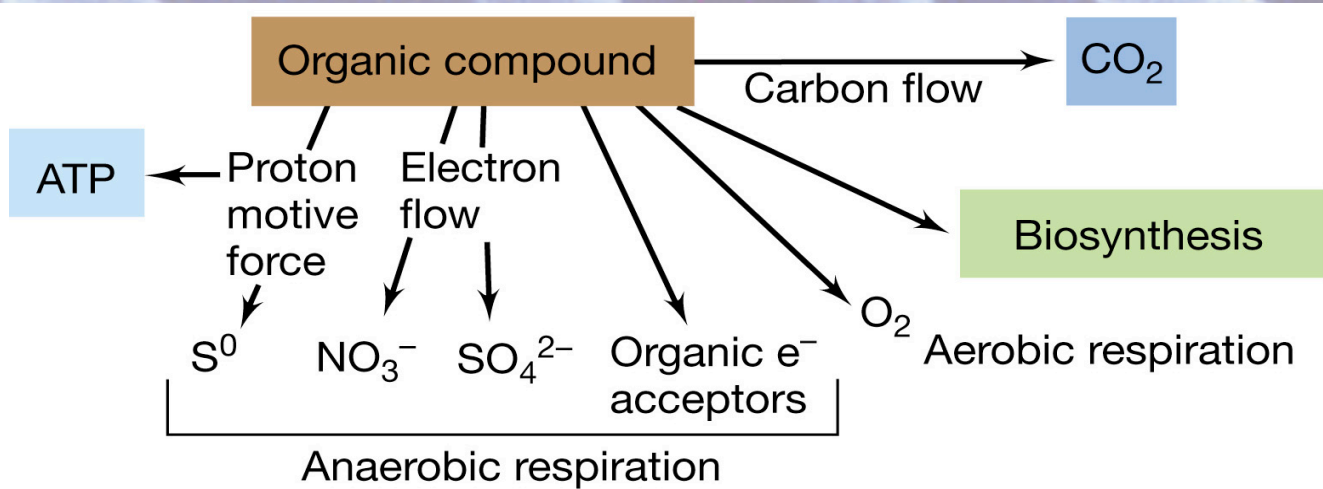 Organic compound
CO₂
Carbon flow
ATP
Proton
motive
force
Electron
flow
Biosynthesis
S⁰
NO₃⁻
SO₄²⁻
Organic e⁻
acceptors
O₂
Aerobic respiration
Anaerobic respiration